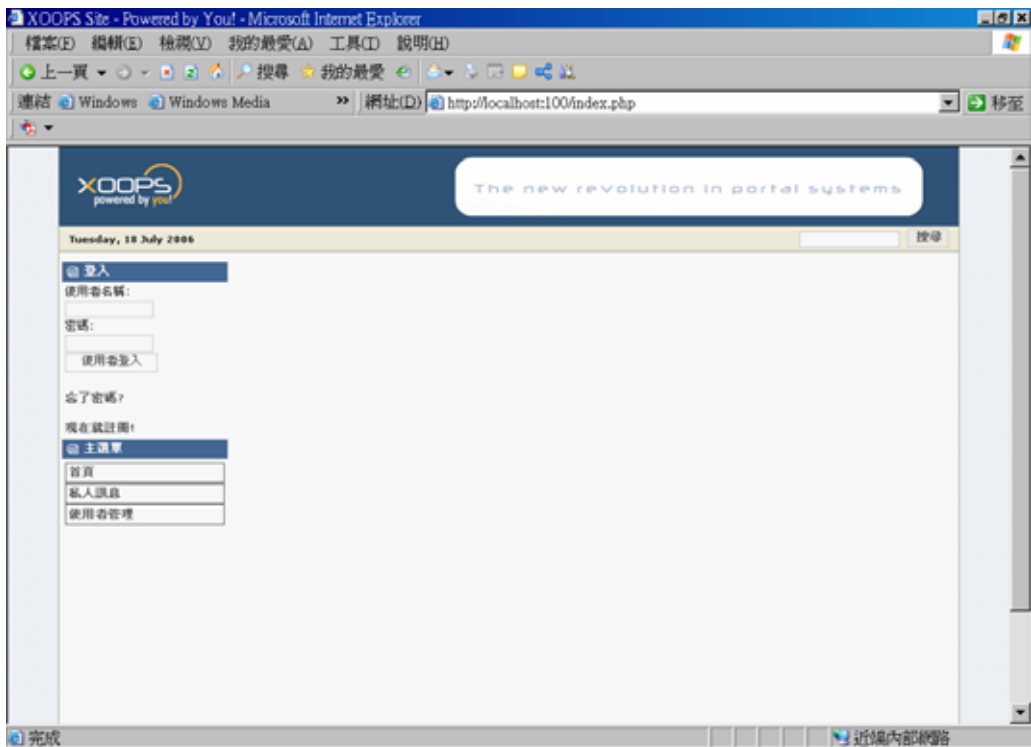 XOOPS Site - Powered by You! - Microsoft Internet Explorer
檔案(F) 編輯(E) 檢視(V) 我的最愛(A) 工具(T) 說明(H)
上一頁 搜尋 我的最愛
連結 Windows Windows Media » 網址(D) http://localhost:100/index.php 移至
XOOPS
powered by you!
The new revolution in portal systems
Tuesday, 18 July 2006 搜尋
登入
使用者名稱:
密碼:
使用者登入
忘了密碼?
現在就註冊!
主選單
首頁
私人訊息
使用者管理
完成 近端內部網路